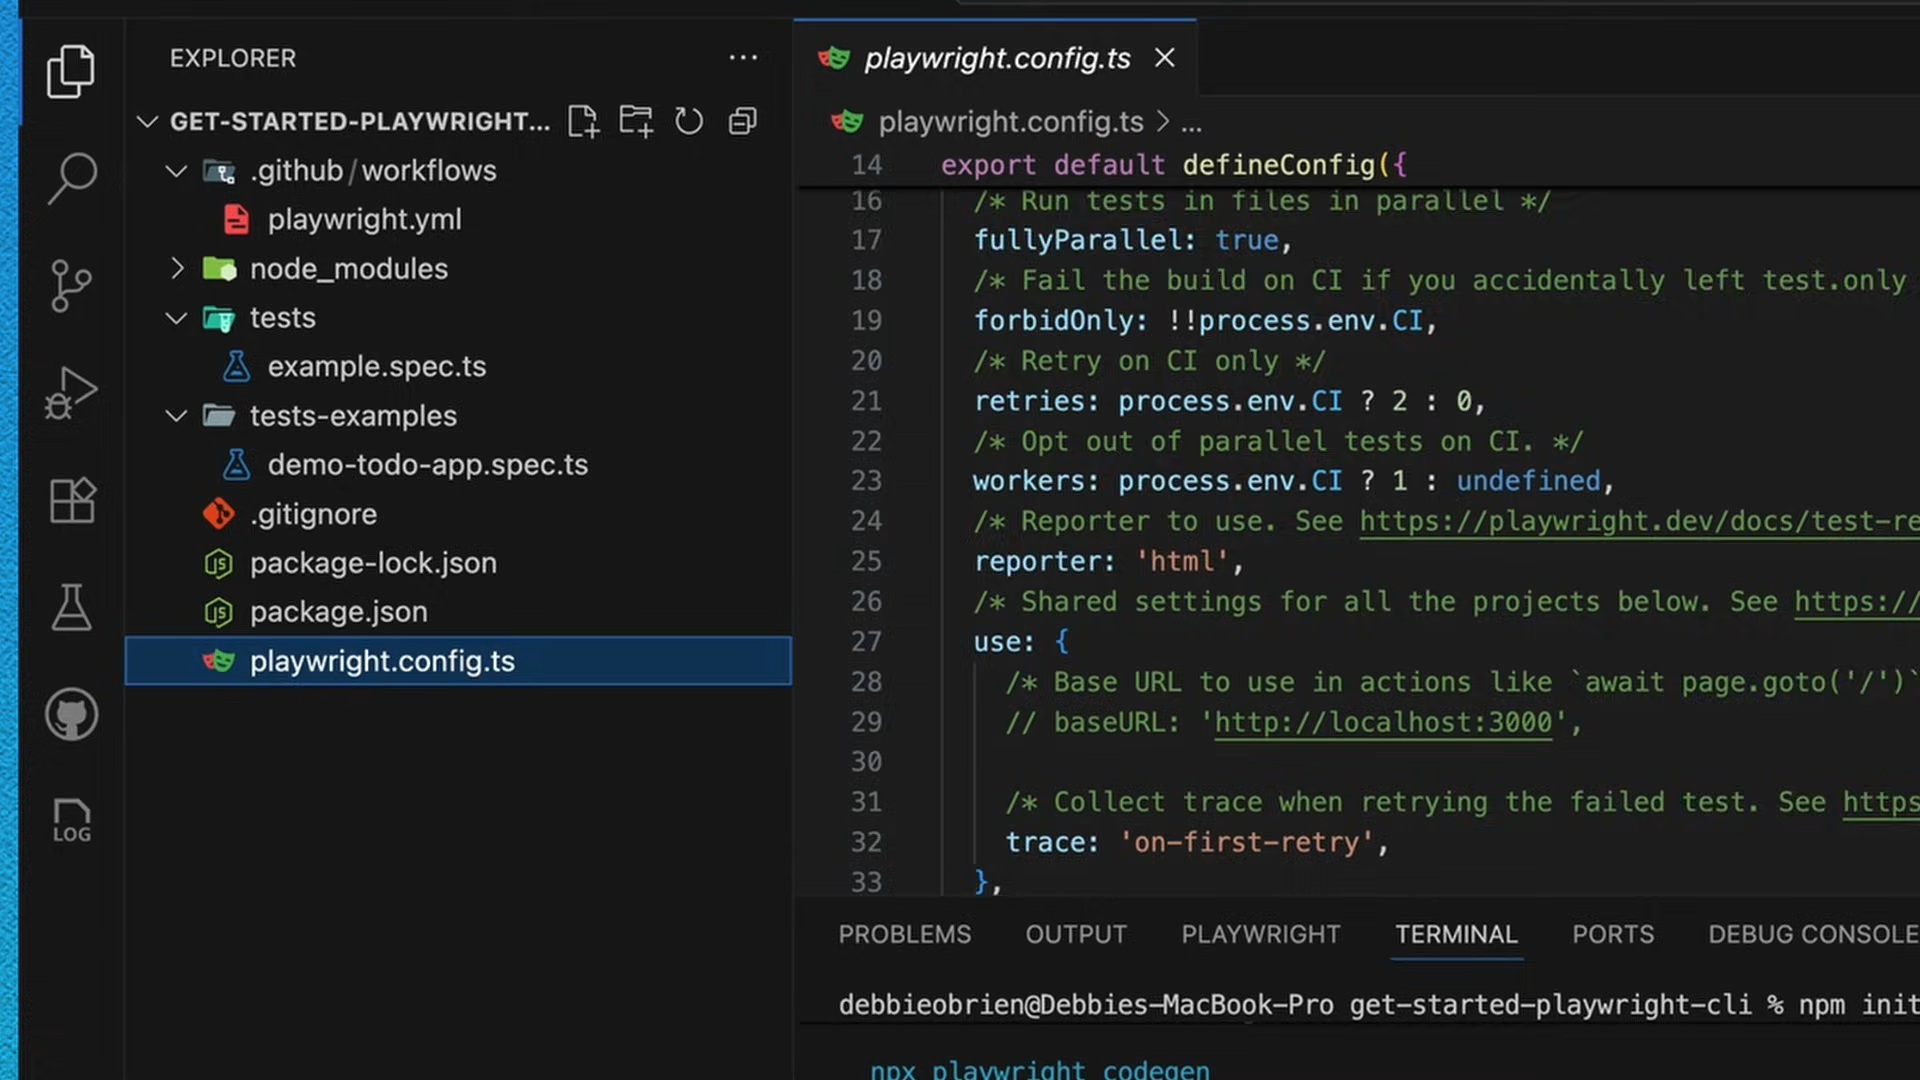 EXPLORER
GET-STARTED-PLAYWRIGHT...
.github/workflows
playwright.yml
node_modules
tests
example.spec.ts
tests-examples
demo-todo-app.spec.ts
.gitignore
package-lock.json
package.json
playwright.config.ts
LOG
playwright.config.ts
playwright.config.ts > ...
14 export default defineConfig({
16 /* Run tests in files in parallel */
17 fullyParallel: true,
18 /* Fail the build on CI if you accidentally left test.only
19 forbidOnly: !!process.env.CI,
20 /* Retry on CI only */
21 retries: process.env.CI ? 2 : 0,
22 /* Opt out of parallel tests on CI. */
23 workers: process.env.CI ? 1 : undefined,
24 /* Reporter to use. See https://playwright.dev/docs/test-re
25 reporter: 'html',
26 /* Shared settings for all the projects below. See https://
27 use: {
28 /* Base URL to use in actions like `await page.goto('/')`
29 // baseURL: 'http://localhost:3000',
30
31 /* Collect trace when retrying the failed test. See https
32 trace: 'on-first-retry',
33 },
PROBLEMS OUTPUT PLAYWRIGHT TERMINAL PORTS DEBUG CONSOLE
debbieobrien@Debbies-MacBook-Pro get-started-playwright-cli % npm init
npx playwright codegen